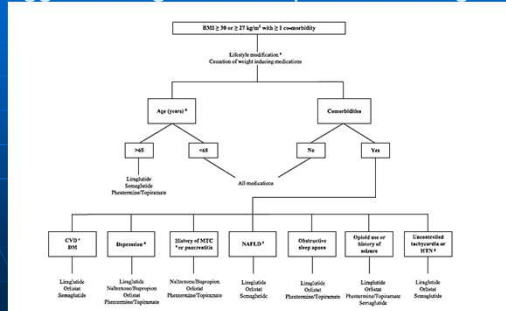 BMI ≥ 30 or ≥ 27 kg/m² with ≥ 1 co-morbidity
Lifestyle modification
Cessation of weight inducing medications
Age (years)
Comorbidities
>65
<65
No
Yes
Liraglutide
Semaglutide
Phentermine/Topiramate
All medications
CVD
DM
Depression
History of MTC
or pancreatitis
NAFLD
Obstructive
sleep apnea
Opioid use or
history of
seizure
Uncontrolled
tachycardia or
HTN
Liraglutide
Orlistat
Semaglutide
Liraglutide
Naltrexone/Bupropion
Orlistat
Phentermine/Topiramate
Naltrexone/Bupropion
Orlistat
Phentermine/Topiramate
Liraglutide
Orlistat
Semaglutide
Liraglutide
Orlistat
Phentermine/Topiramate
Liraglutide
Orlistat
Phentermine/Topiramate
Semaglutide
Liraglutide
Orlistat
Semaglutide